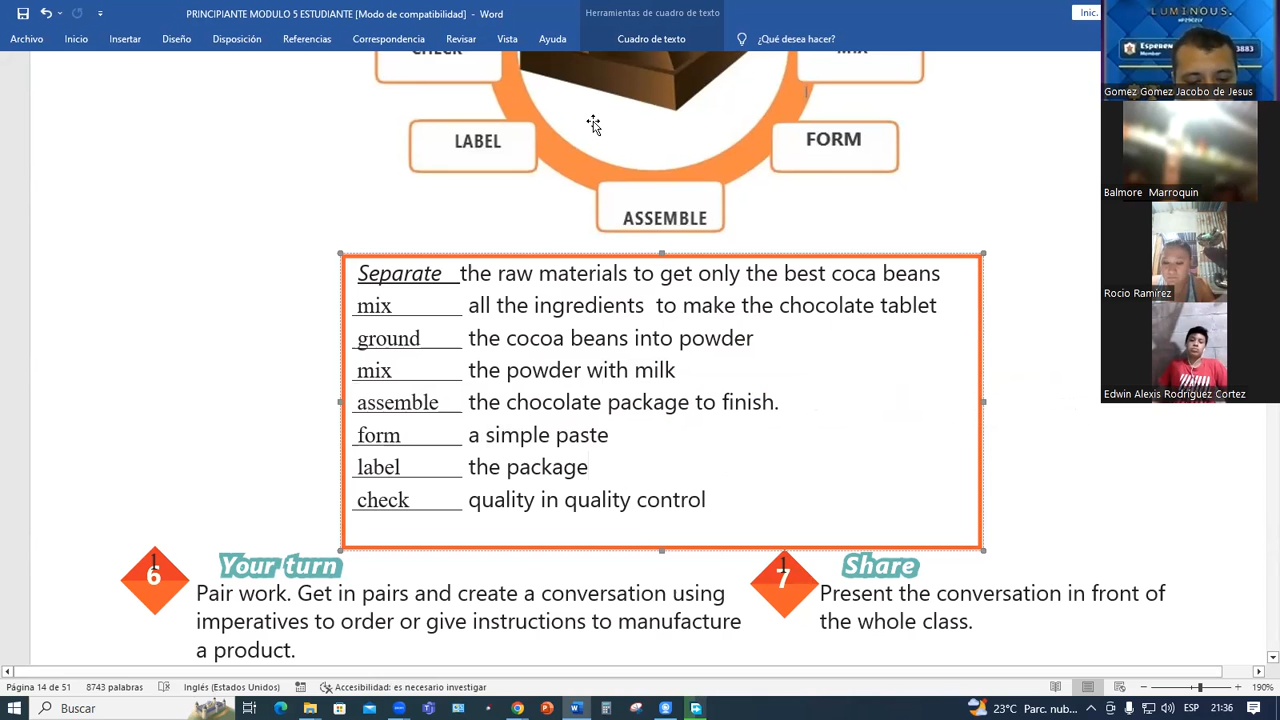 PRINCIPIANTE MODULO 5 ESTUDIANTE [Modo de compatibilidad] - Word
Herramientas de cuadro de texto
Inic.
Archivo Inicio Insertar Diseño Disposición Referencias Correspondencia Revisar Vista Ayuda Cuadro de texto ¿Qué desea hacer?
LUMINOUS.
3883
Gomez Gomez Jacobo de Jesus
Balmore Marroquin
Rocio Ramirez
Edwin Alexis Rodriguez Cortez
CHECK
MIX
LABEL
FORM
ASSEMBLE
Separate the raw materials to get only the best coca beans
mix all the ingredients to make the chocolate tablet
ground the cocoa beans into powder
mix the powder with milk
assemble the chocolate package to finish.
form a simple paste
label the package
check quality in quality control
6 Your turn
Pair work. Get in pairs and create a conversation using
imperatives to order or give instructions to manufacture
a product.
7 Share
Present the conversation in front of
the whole class.
Página 14 de 51 8743 palabras Inglés (Estados Unidos) Accesibilidad: es necesario investigar 190%
Buscar 23°C Parc. nub... ESP 21:36